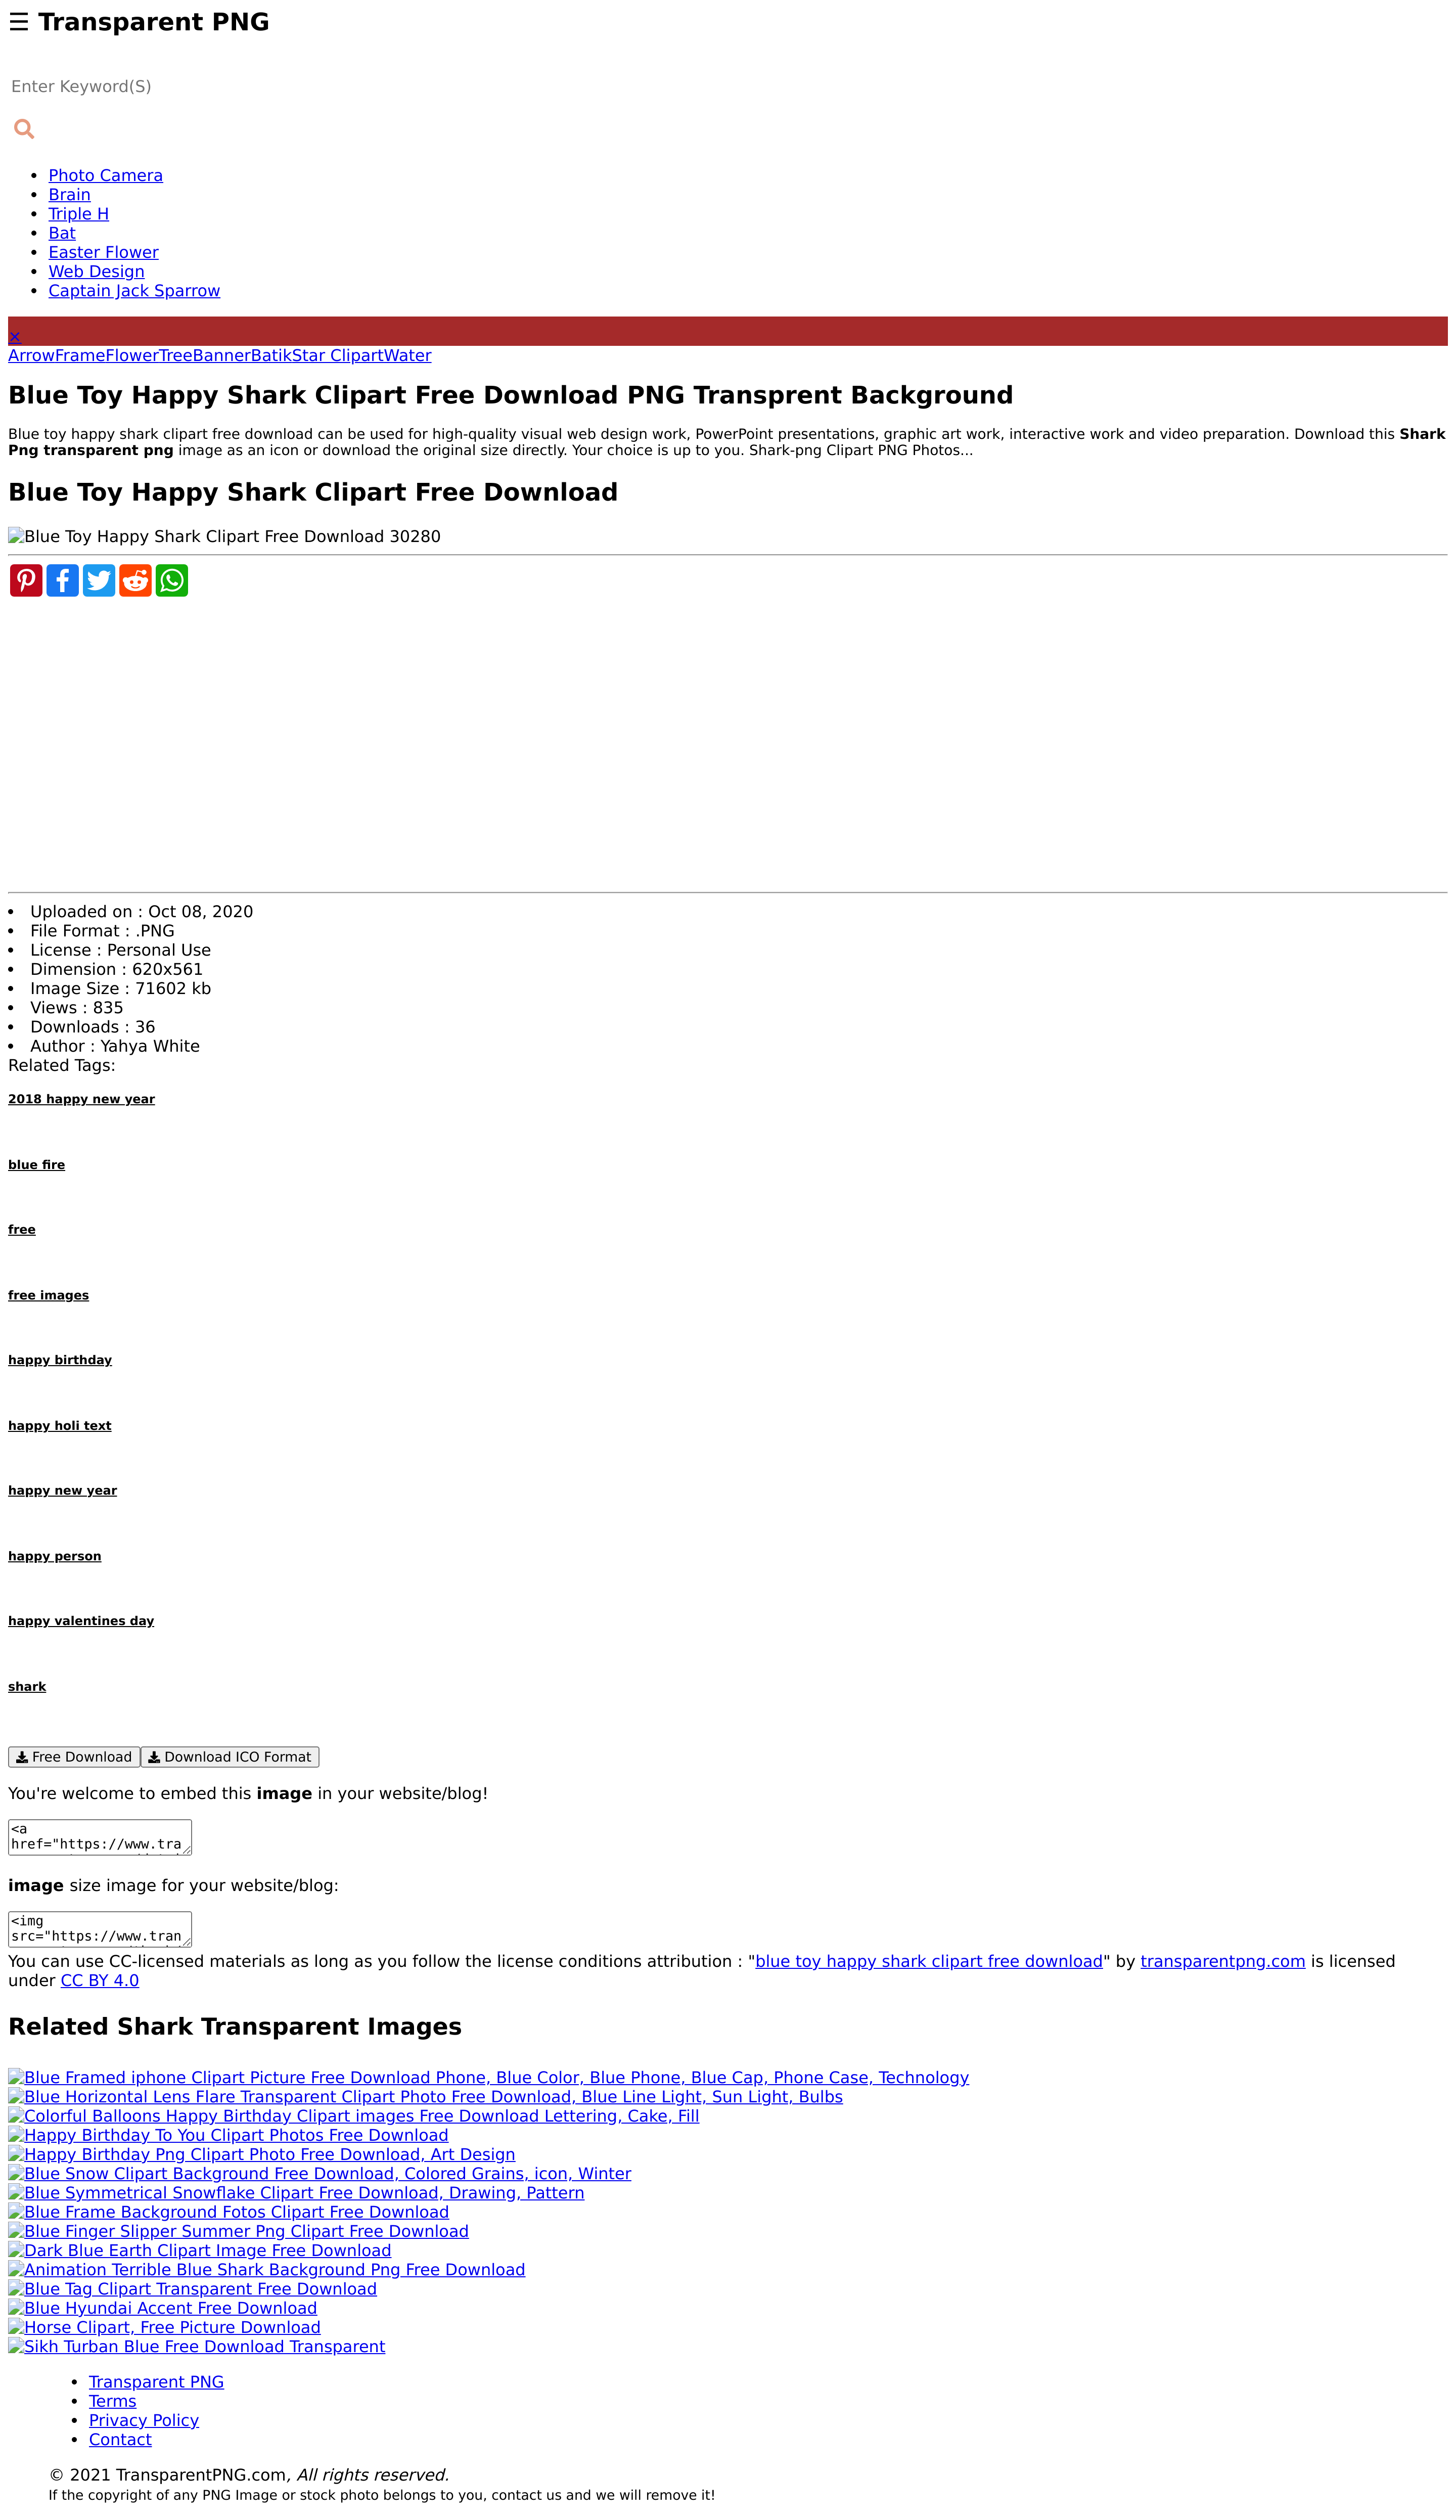 ☰ Transparent PNG
Enter Keyword(S)
• Photo Camera
• Brain
• Triple H
• Bat
• Easter Flower
• Web Design
• Captain Jack Sparrow
×
ArrowFrameFlowerTreeBannerBatikStar ClipartWater
Blue Toy Happy Shark Clipart Free Download PNG Transprent Background
Blue toy happy shark clipart free download can be used for high-quality visual web design work, PowerPoint presentations, graphic art work, interactive work and video preparation. Download this Shark
Png transparent png image as an icon or download the original size directly. Your choice is up to you. Shark-png Clipart PNG Photos...
Blue Toy Happy Shark Clipart Free Download
Blue Toy Happy Shark Clipart Free Download 30280
• Uploaded on : Oct 08, 2020
• File Format : .PNG
• License : Personal Use
• Dimension : 620x561
• Image Size : 71602 kb
• Views : 835
• Downloads : 36
• Author : Yahya White
Related Tags:
2018 happy new year
blue fire
free
free images
happy birthday
happy holi text
happy new year
happy person
happy valentines day
shark
Free Download Download ICO Format
You're welcome to embed this image in your website/blog!
<a
href="https://www.tra
image size image for your website/blog:
<img
src="https://www.tran
You can use CC-licensed materials as long as you follow the license conditions attribution : "blue toy happy shark clipart free download" by transparentpng.com is licensed
under CC BY 4.0
Related Shark Transparent Images
Blue Framed iphone Clipart Picture Free Download Phone, Blue Color, Blue Phone, Blue Cap, Phone Case, Technology
Blue Horizontal Lens Flare Transparent Clipart Photo Free Download, Blue Line Light, Sun Light, Bulbs
Colorful Balloons Happy Birthday Clipart images Free Download Lettering, Cake, Fill
Happy Birthday To You Clipart Photos Free Download
Happy Birthday Png Clipart Photo Free Download, Art Design
Blue Snow Clipart Background Free Download, Colored Grains, icon, Winter
Blue Symmetrical Snowflake Clipart Free Download, Drawing, Pattern
Blue Frame Background Fotos Clipart Free Download
Blue Finger Slipper Summer Png Clipart Free Download
Dark Blue Earth Clipart Image Free Download
Animation Terrible Blue Shark Background Png Free Download
Blue Tag Clipart Transparent Free Download
Blue Hyundai Accent Free Download
Horse Clipart, Free Picture Download
Sikh Turban Blue Free Download Transparent
• Transparent PNG
• Terms
• Privacy Policy
• Contact
© 2021 TransparentPNG.com, All rights reserved.
If the copyright of any PNG Image or stock photo belongs to you, contact us and we will remove it!